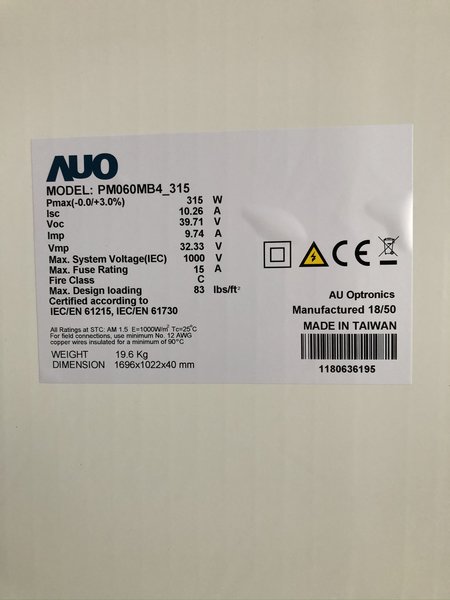 AUO
MODEL: PM060MB4_315
Pmax(-0.0/+3.0%) 315 W
Isc 10.26 A
Voc 39.71 V
Imp 9.74 A
Vmp 32.33 V
Max. System Voltage(IEC) 1000 V
Max. Fuse Rating 15 A
Fire Class C
Max. Design loading 83 lbs/ft²
Certified according to
IEC/EN 61215, IEC/EN 61730
All Ratings at STC: AM 1.5 E=1000W/m² Tc=25°C
For field connections, use minimum No. 12 AWG
copper wires insulated for a minimum of 90°C
WEIGHT 19.6 Kg
DIMENSION 1696x1022x40 mm
CE
AU Optronics
Manufactured 18/50
MADE IN TAIWAN
1180636195